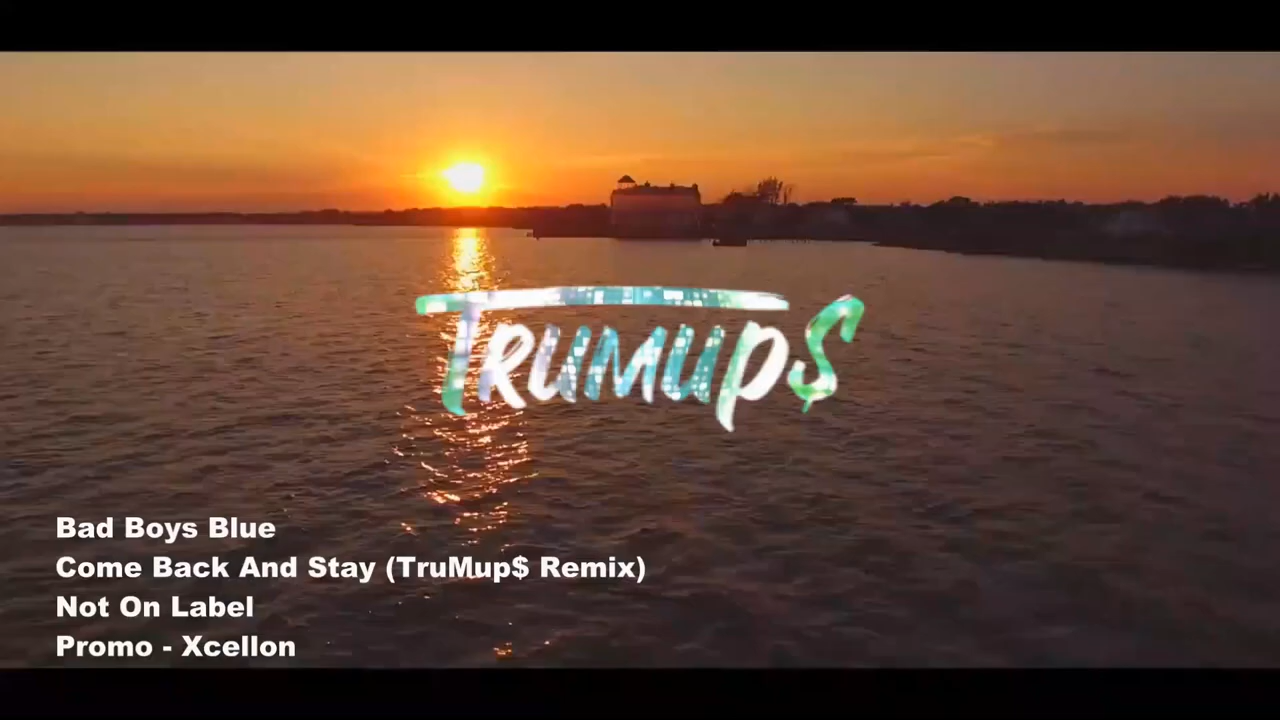 TruMup$
Bad Boys Blue
Come Back And Stay (TruMup$ Remix)
Not On Label
Promo - Xcellon